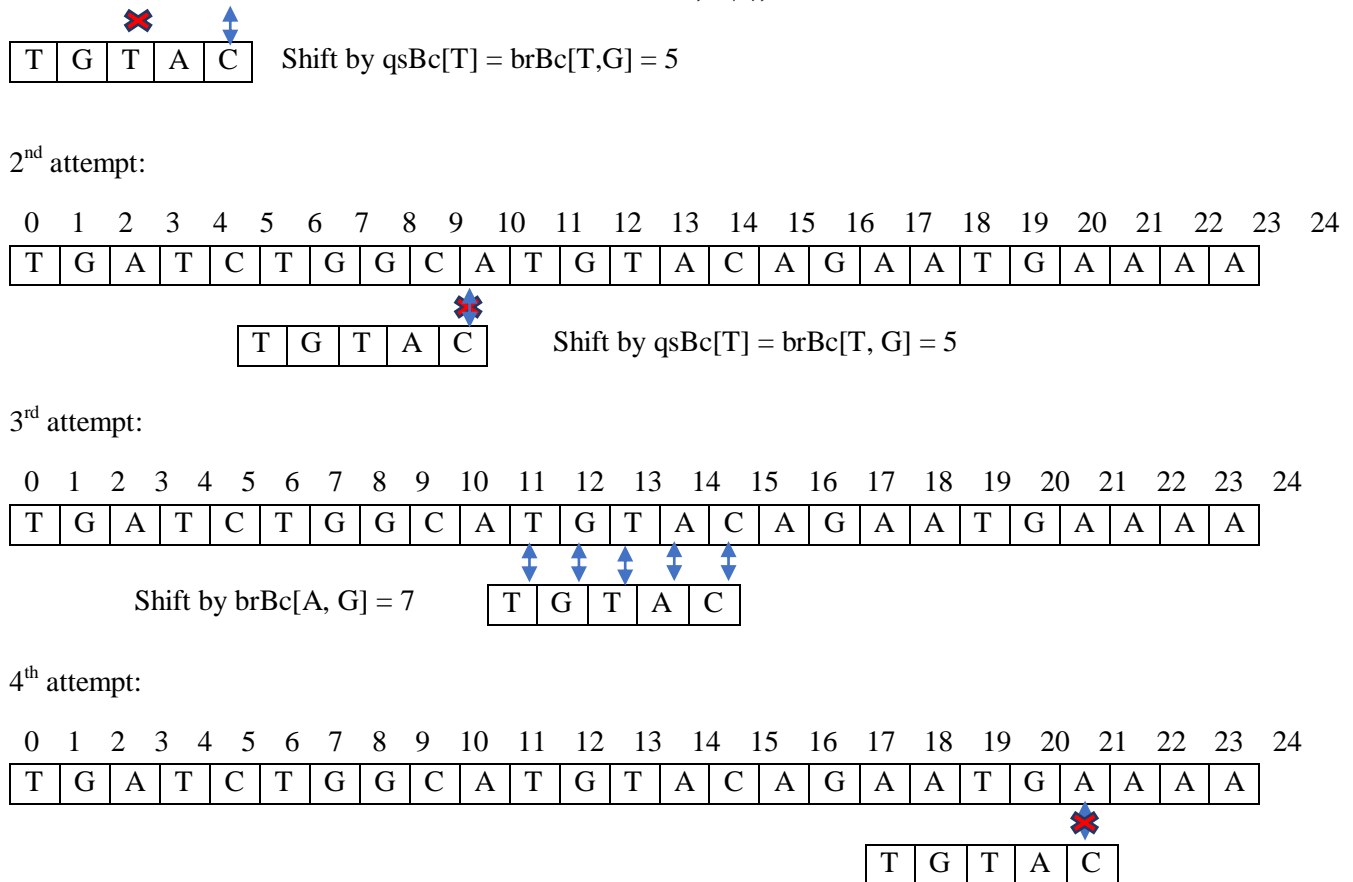 T G T A C Shift by qsBc[T] = brBc[T,G] = 5
2nd attempt:
0 1 2 3 4 5 6 7 8 9 10 11 12 13 14 15 16 17 18 19 20 21 22 23 24
T G A T C T G G C A T G T A C A G A A T G A A A A
T G T A C Shift by qsBc[T] = brBc[T, G] = 5
3rd attempt:
0 1 2 3 4 5 6 7 8 9 10 11 12 13 14 15 16 17 18 19 20 21 22 23 24
T G A T C T G G C A T G T A C A G A A T G A A A A
Shift by brBc[A, G] = 7 T G T A C
4th attempt:
0 1 2 3 4 5 6 7 8 9 10 11 12 13 14 15 16 17 18 19 20 21 22 23 24
T G A T C T G G C A T G T A C A G A A T G A A A A
T G T A C